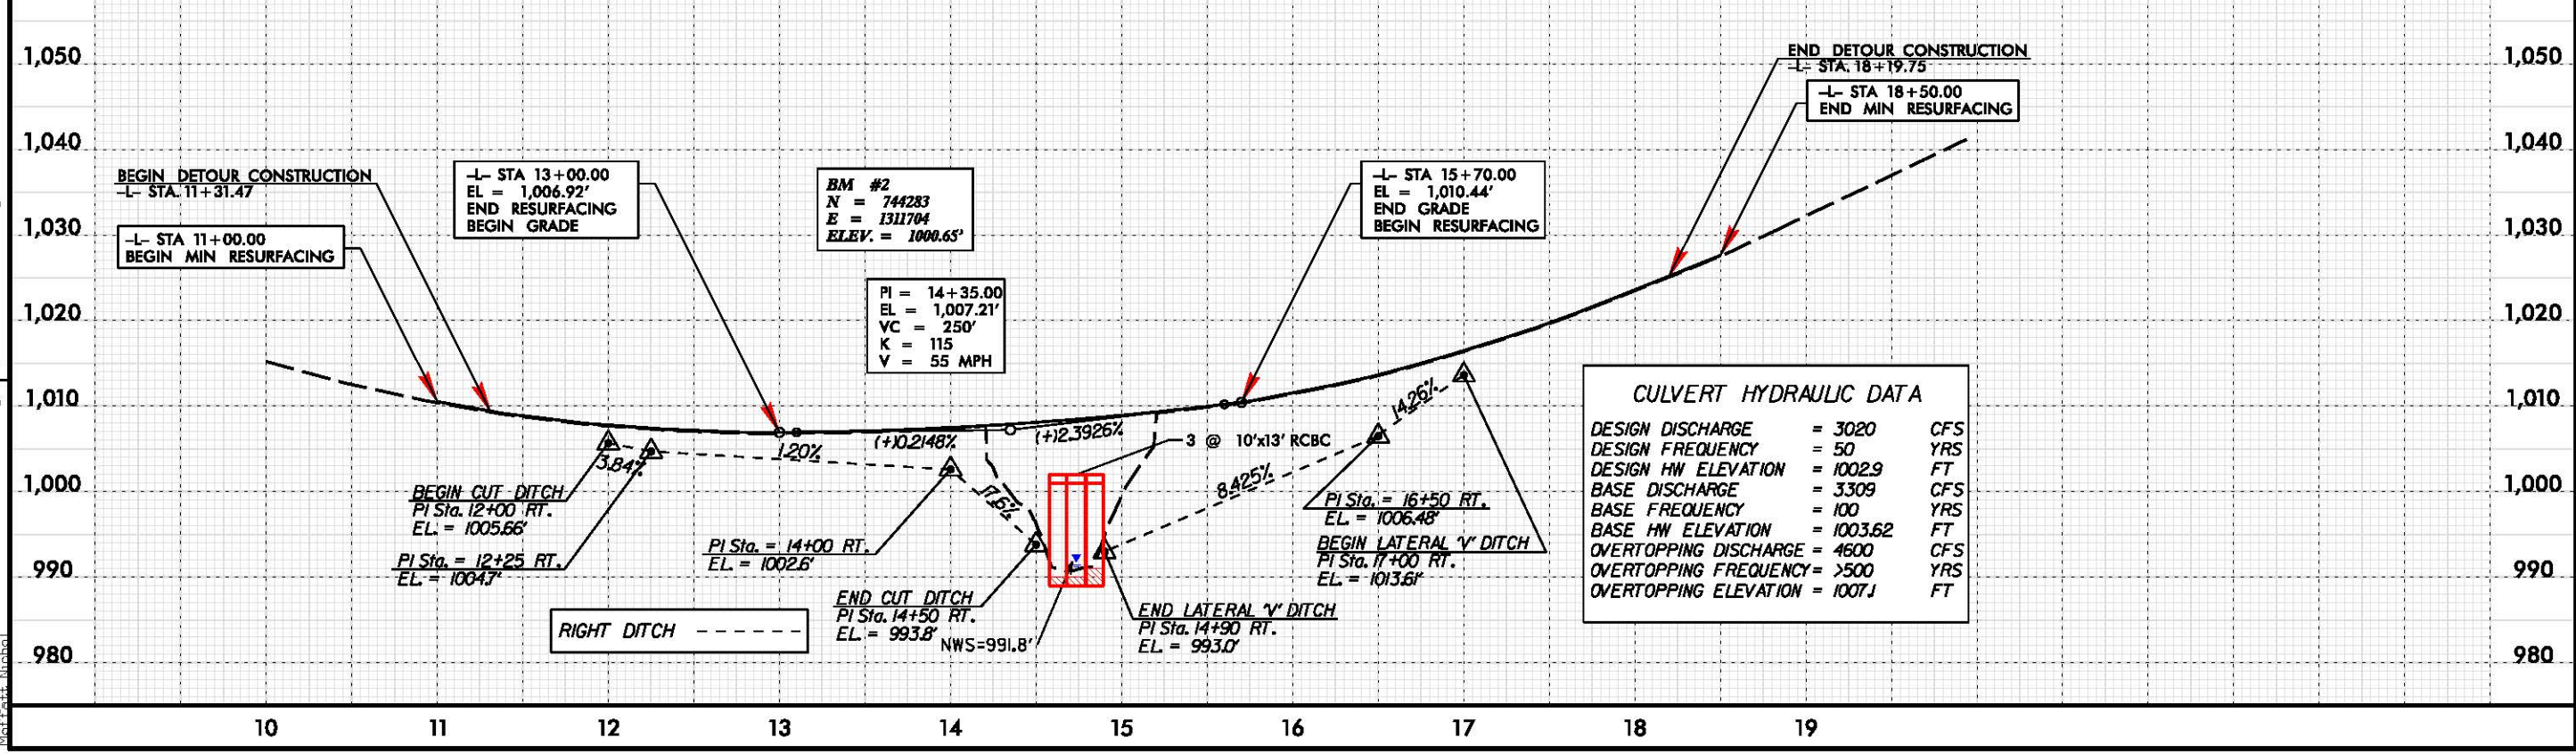 1,050
1,040
1,030
1,020
1,010
1,000
990
980
BEGIN DETOUR CONSTRUCTION
-L- STA. 11+31.47
-L- STA 11+00.00
BEGIN MIN RESURFACING
-L- STA 13+00.00
EL = 1,006.92'
END RESURFACING
BEGIN GRADE
BM #2
N = 744283
E = 1311704
ELEV. = 1000.65'
PI = 14+35.00
EL = 1,007.21'
VC = 250'
K = 115
V = 55 MPH
-L- STA 15+70.00
EL = 1,010.44'
END GRADE
BEGIN RESURFACING
END DETOUR CONSTRUCTION
-L- STA. 18+19.75
-L- STA 18+50.00
END MIN RESURFACING
1,050
1,040
1,030
1,020
1,010
1,000
990
980
3.84%
1.20%
(+)0.2148%
(+)2.3926%
17.6%
3 @ 10'x13' RCBC
8.425%
14.26%
BEGIN CUT DITCH
PI Sta. 12+00 RT.
EL. = 1005.66'
PI Sta. = 12+25 RT.
EL. = 1004.7'
PI Sta. = 14+00 RT.
EL. = 1002.6'
END CUT DITCH
PI Sta. 14+50 RT.
EL. = 993.8'
NWS=991.8'
END LATERAL 'V' DITCH
PI Sta. 14+90 RT.
EL. = 993.0'
PI Sta. = 16+50 RT.
EL. = 1006.48'
BEGIN LATERAL 'V' DITCH
PI Sta. 17+00 RT.
EL. = 1013.61'
RIGHT DITCH
CULVERT HYDRAULIC DATA
DESIGN DISCHARGE = 3020 CFS
DESIGN FREQUENCY = 50 YRS
DESIGN HW ELEVATION = 1002.9 FT
BASE DISCHARGE = 3309 CFS
BASE FREQUENCY = 100 YRS
BASE HW ELEVATION = 1003.62 FT
OVERTOPPING DISCHARGE = 4600 CFS
OVERTOPPING FREQUENCY = >500 YRS
OVERTOPPING ELEVATION = 1007.1 FT
10 11 12 13 14 15 16 17 18 19